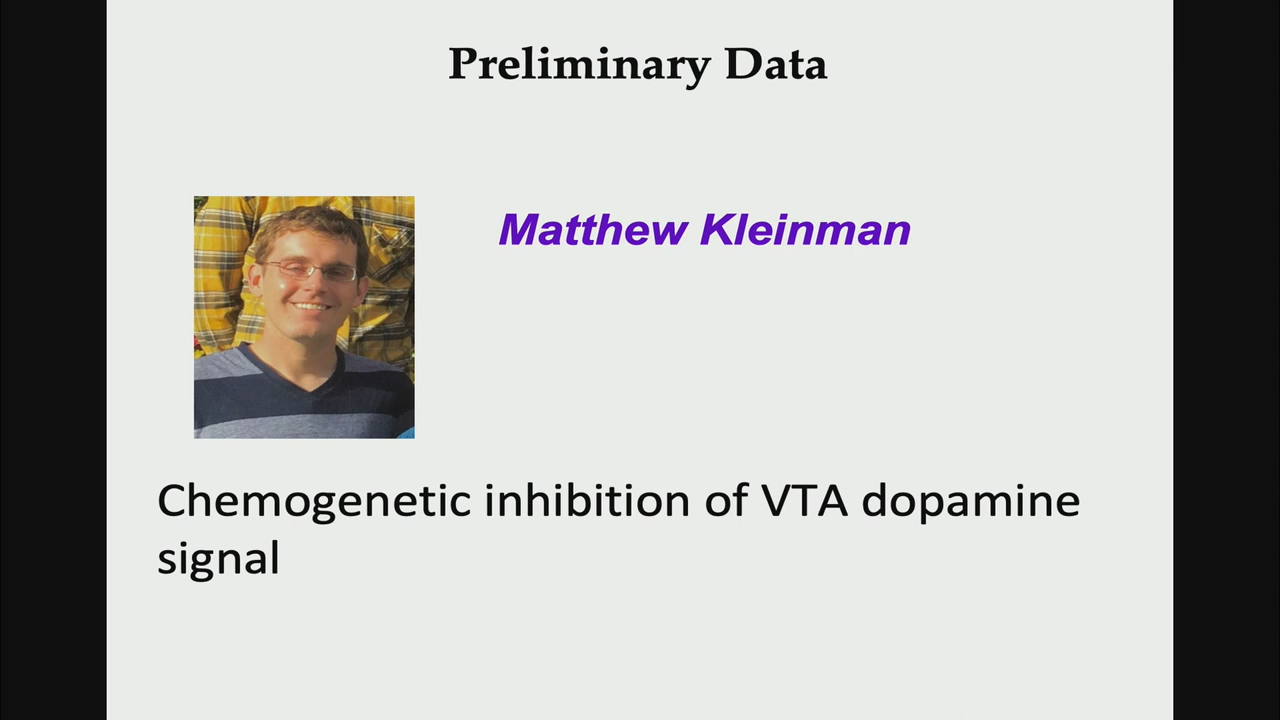 Preliminary Data
Matthew Kleinman
Chemogenetic inhibition of VTA dopamine
signal